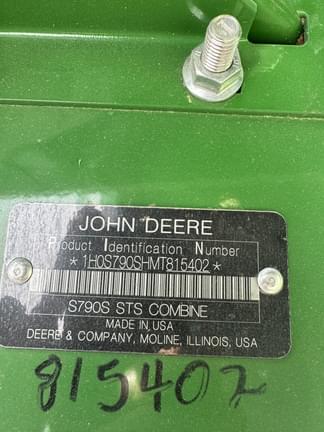 JOHN DEERE
Product Identification Number
*1H0S790SHMT815402*
S790S STS COMBINE
MADE IN USA
DEERE & COMPANY, MOLINE, ILLINOIS, USA
815402